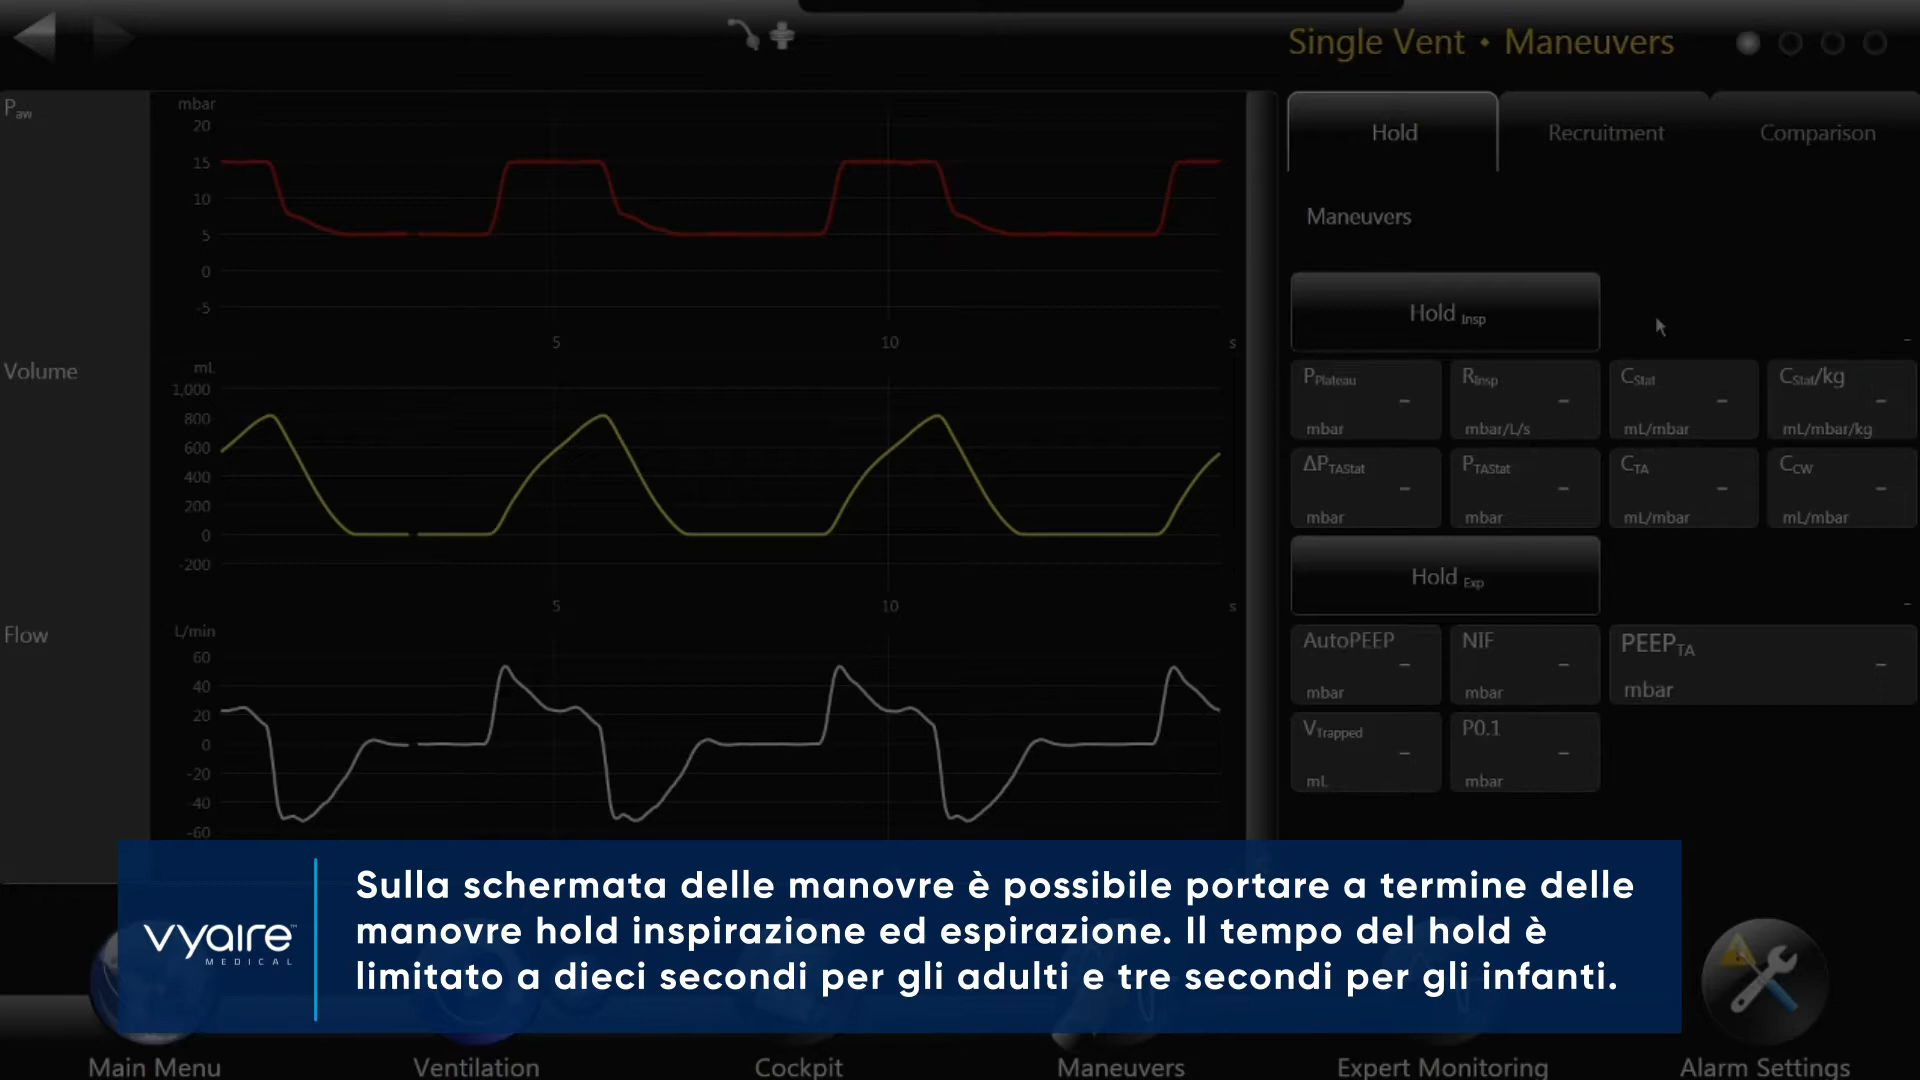 Single Vent • Maneuvers
Paw
mbar
20
15
10
5
0
-5
5
10
s
Volume
mL
1,000
800
600
400
200
0
-200
5
10
s
Flow
L/min
60
40
20
0
-20
-40
-60
Hold
Recruitment
Comparison
Maneuvers
Hold Insp
-
PPlateau
-
mbar
RInsp
-
mbar/L/s
CStat
-
mL/mbar
CStat/kg
-
mL/mbar/kg
ΔPTAStat
-
mbar
PTAStat
-
mbar
CTA
-
mL/mbar
CCW
-
mL/mbar
Hold Exp
-
AutoPEEP
-
mbar
NIF
-
mbar
PEEPTA
-
mbar
VTrapped
-
mL
P0.1
-
mbar
vyaire™
MEDICAL
Sulla schermata delle manovre è possibile portare a termine delle
manovre hold inspirazione ed espirazione. Il tempo del hold è
limitato a dieci secondi per gli adulti e tre secondi per gli infanti.
Main Menu
Ventilation
Cockpit
Maneuvers
Expert Monitoring
Alarm Settings